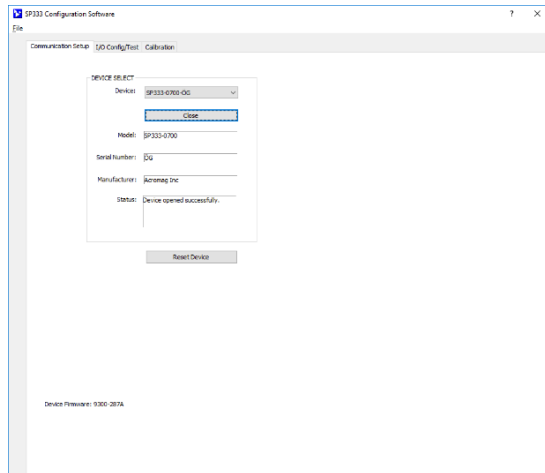 SP333 Configuration Software ? ×
File
Communication Setup I/O Config/Test Calibration
DEVICE SELECT
Device: SP333-0700-OG
Close
Model: SP333-0700
Serial Number: OG
Manufacturer: Acromag Inc
Status: Device opened successfully.
Reset Device
Device Firmware: 9300-287A